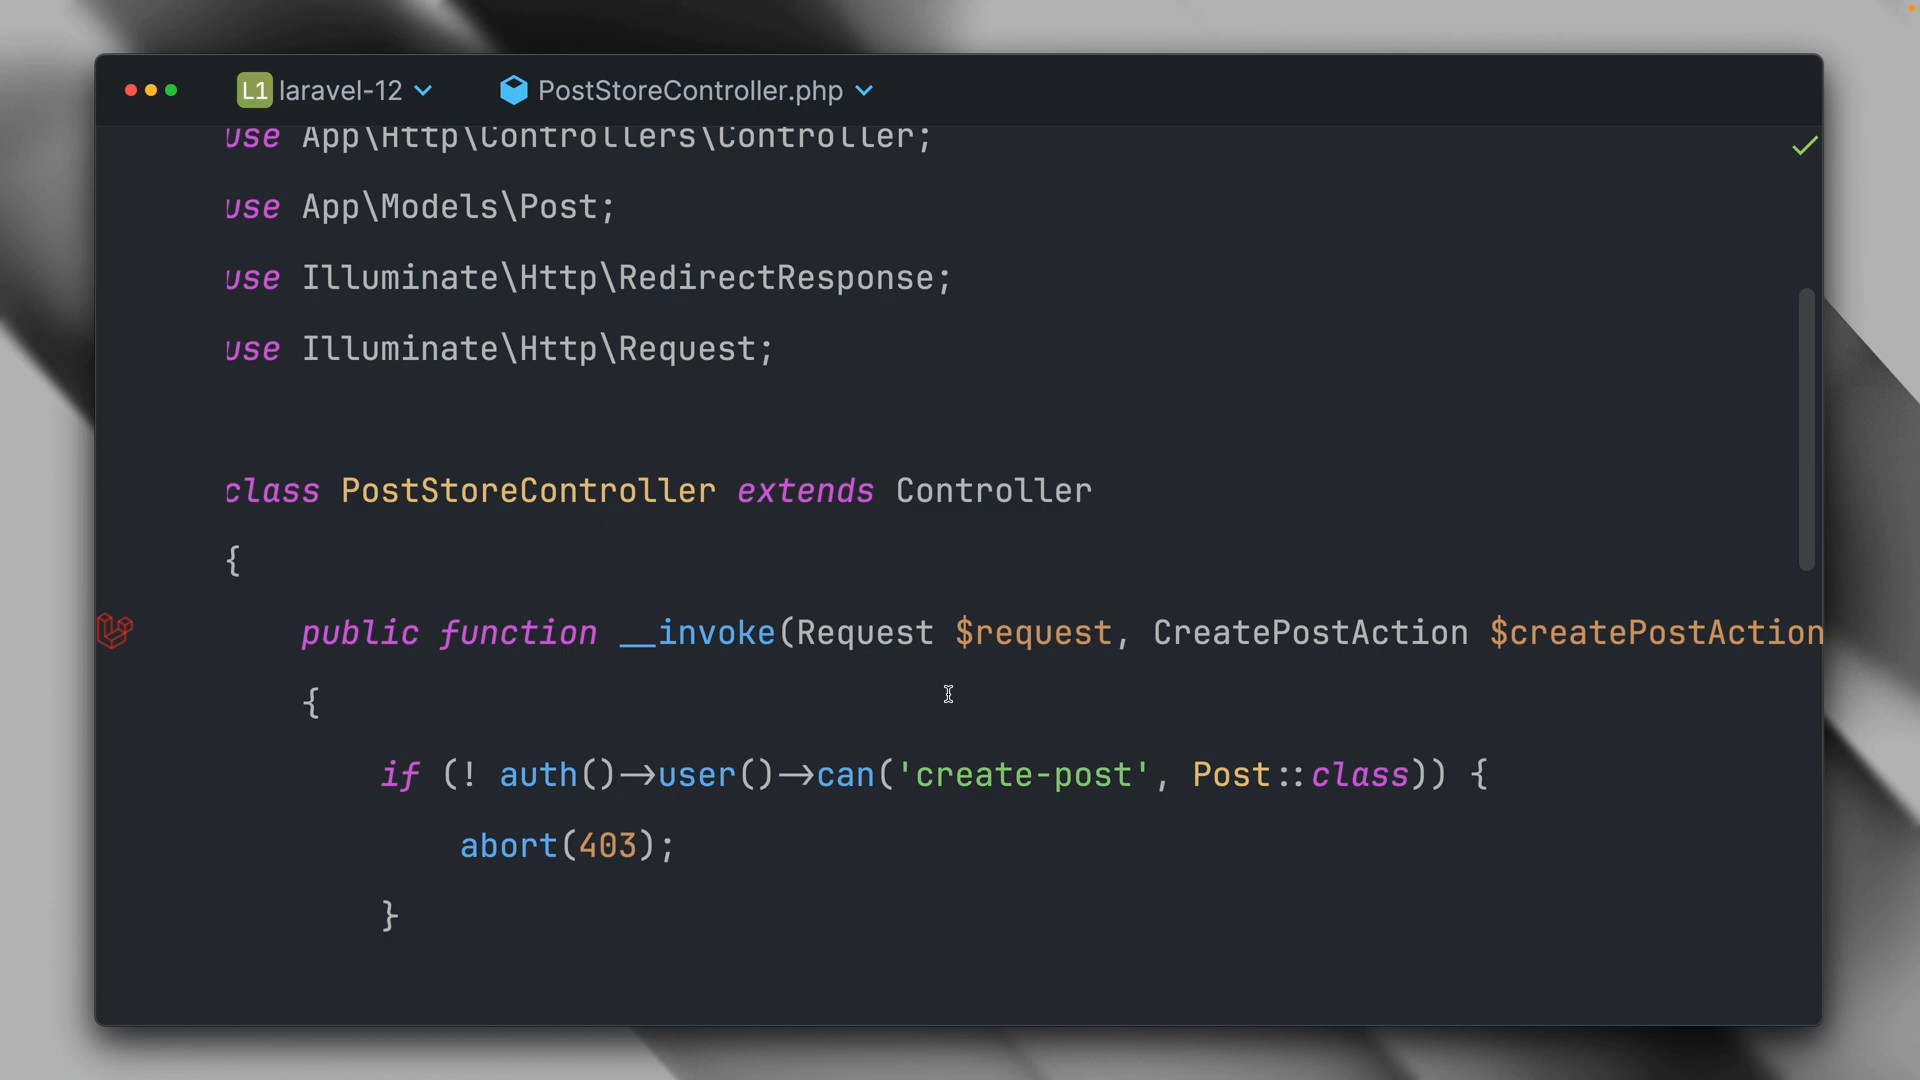 L1 laravel-12 PostStoreController.php
use App\Http\Controllers\Controller;
use App\Models\Post;
use Illuminate\Http\RedirectResponse;
use Illuminate\Http\Request;
class PostStoreController extends Controller
{
public function __invoke(Request $request, CreatePostAction $createPostAction
{
if (! auth()->user()->can('create-post', Post::class)) {
abort(403);
}